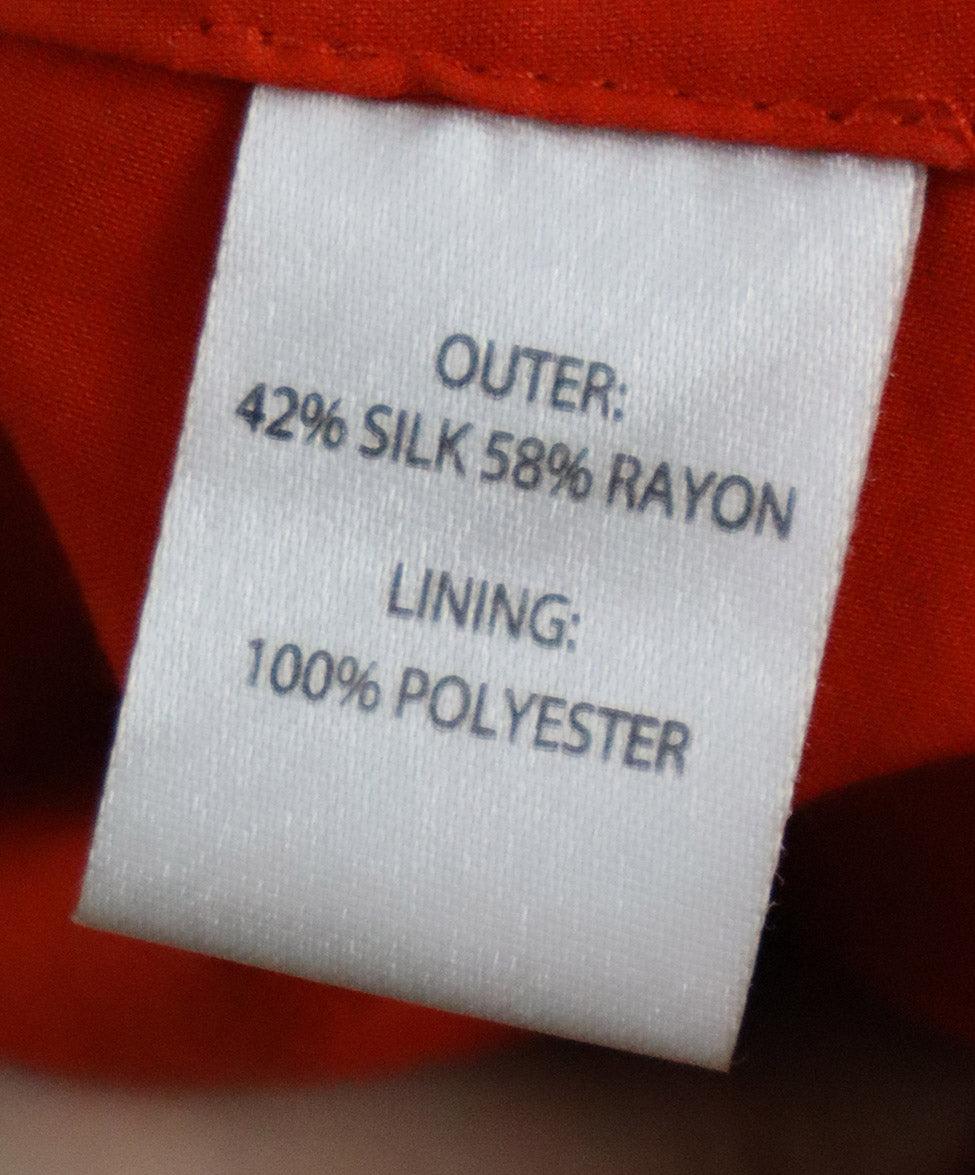 OUTER:
42% SILK 58% RAYON
LINING:
100% POLYESTER